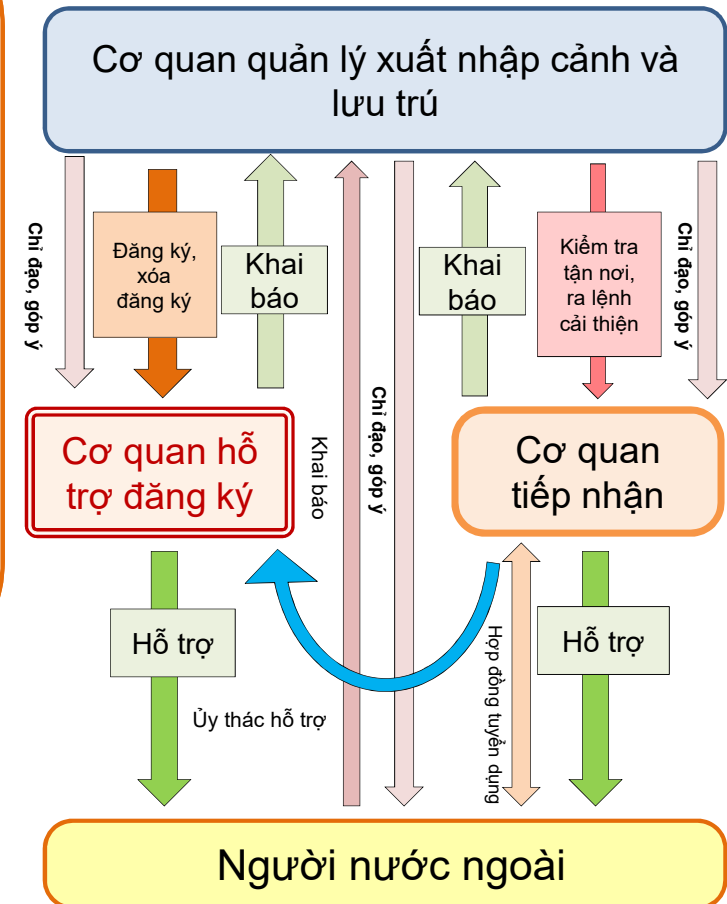 Cơ quan quản lý xuất nhập cảnh và
lưu trú
Chỉ đạo, góp ý
Đăng ký,
xóa
đăng ký
Khai
báo
Khai
báo
Kiểm tra
tận nơi,
ra lệnh
cải thiện
Chỉ đạo, góp ý
Cơ quan hỗ
trợ đăng ký
Khai báo
Chỉ đạo, góp ý
Cơ quan
tiếp nhận
Hỗ trợ
Ủy thác hỗ trợ
Hợp đồng tuyển dụng
Hỗ trợ
Người nước ngoài